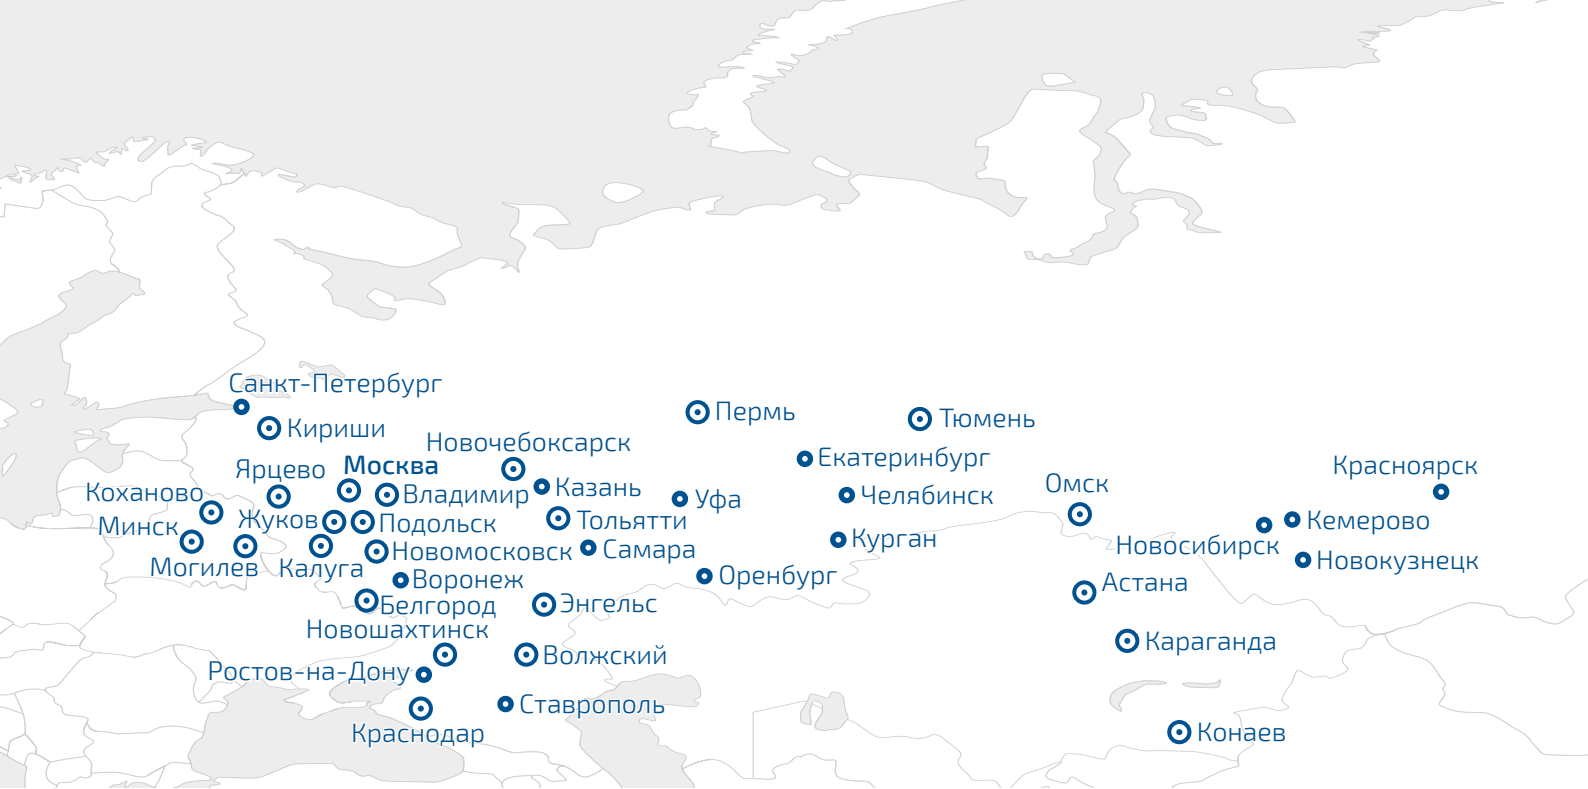 Санкт-Петербург
Кириши
Пермь
Тюмень
Новочебоксарск
Екатеринбург
Красноярск
Ярцево
Москва
Омск
Коханово
Владимир
Казань
Уфа
Челябинск
Минск
Жуков
Подольск
Тольятти
Кемерово
Могилев
Калуга
Новомосковск
Самара
Курган
Новосибирск
Новокузнецк
Воронеж
Оренбург
Астана
Белгород
Энгельс
Новошахтинск
Караганда
Волжский
Ростов-на-Дону
Ставрополь
Краснодар
Конаев